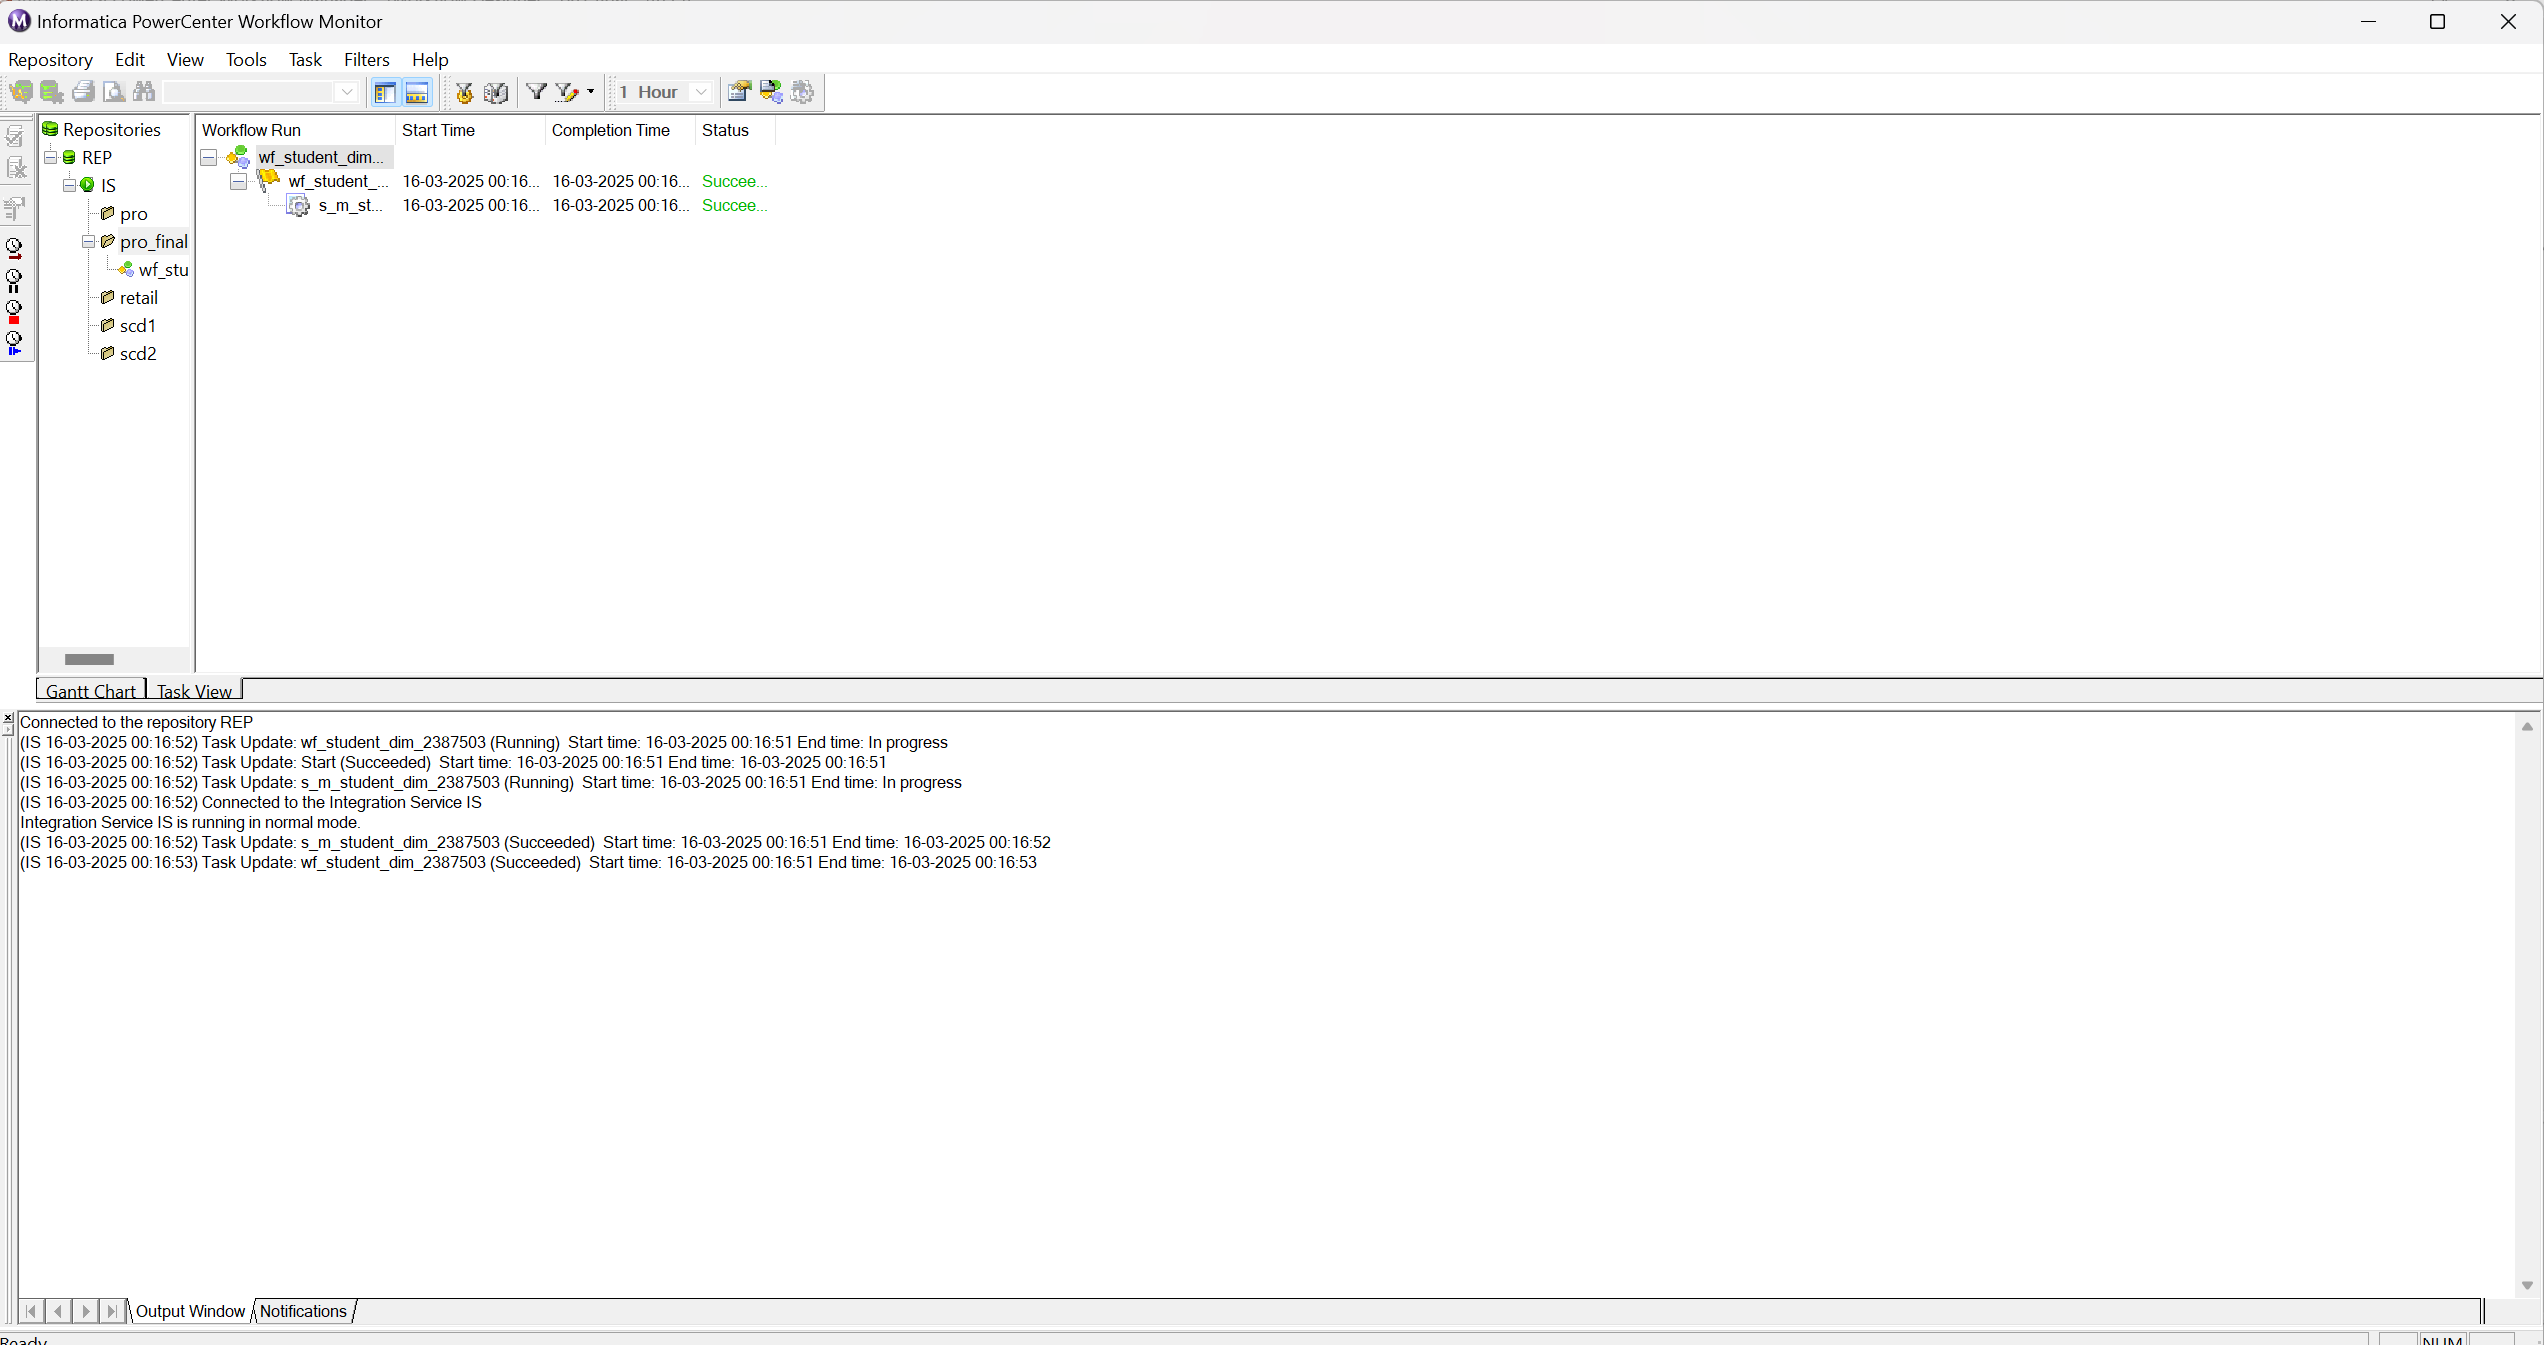 Informatica PowerCenter Workflow Monitor
Repository Edit View Tools Task Filters Help
1 Hour
Repositories
REP
IS
pro
pro_final
wf_stu
retail
scd1
scd2
Workflow Run Start Time Completion Time Status
wf_student_dim...
wf_student_... 16-03-2025 00:16... 16-03-2025 00:16... Succee...
s_m_st... 16-03-2025 00:16... 16-03-2025 00:16... Succee...
Gantt Chart Task View
Connected to the repository REP
(IS 16-03-2025 00:16:52) Task Update: wf_student_dim_2387503 (Running) Start time: 16-03-2025 00:16:51 End time: In progress
(IS 16-03-2025 00:16:52) Task Update: Start (Succeeded) Start time: 16-03-2025 00:16:51 End time: 16-03-2025 00:16:51
(IS 16-03-2025 00:16:52) Task Update: s_m_student_dim_2387503 (Running) Start time: 16-03-2025 00:16:51 End time: In progress
(IS 16-03-2025 00:16:52) Connected to the Integration Service IS
Integration Service IS is running in normal mode.
(IS 16-03-2025 00:16:52) Task Update: s_m_student_dim_2387503 (Succeeded) Start time: 16-03-2025 00:16:51 End time: 16-03-2025 00:16:52
(IS 16-03-2025 00:16:53) Task Update: wf_student_dim_2387503 (Succeeded) Start time: 16-03-2025 00:16:51 End time: 16-03-2025 00:16:53
Output Window Notifications
Ready NUM